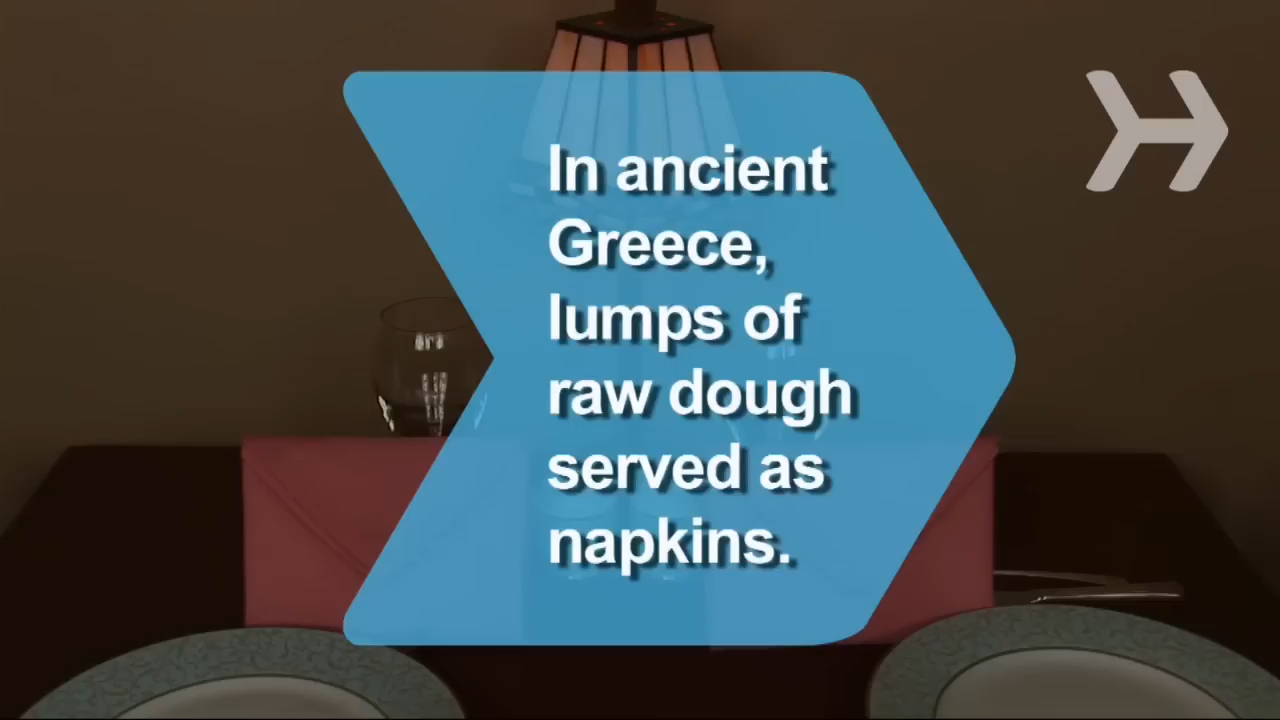 In ancient
Greece,
lumps of
raw dough
served as
napkins.